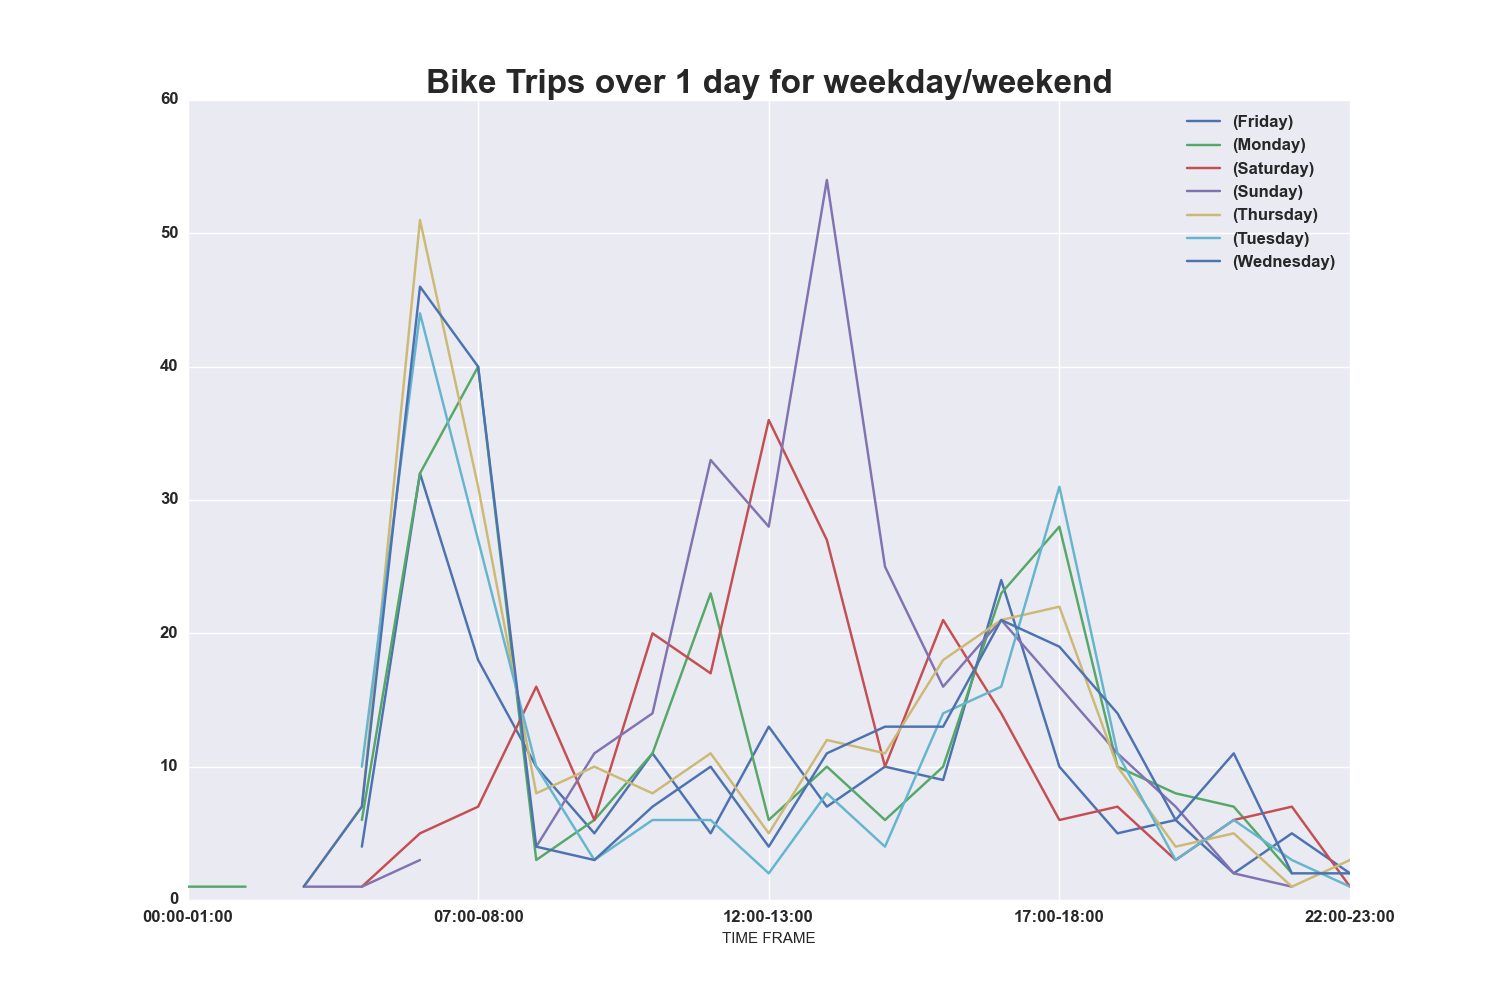 Bike Trips over 1 day for weekday/weekend
60
50
40
30
20
10
0
(Friday)
(Monday)
(Saturday)
(Sunday)
(Thursday)
(Tuesday)
(Wednesday)
00:00-01:00 07:00-08:00 12:00-13:00 17:00-18:00 22:00-23:00
TIME FRAME